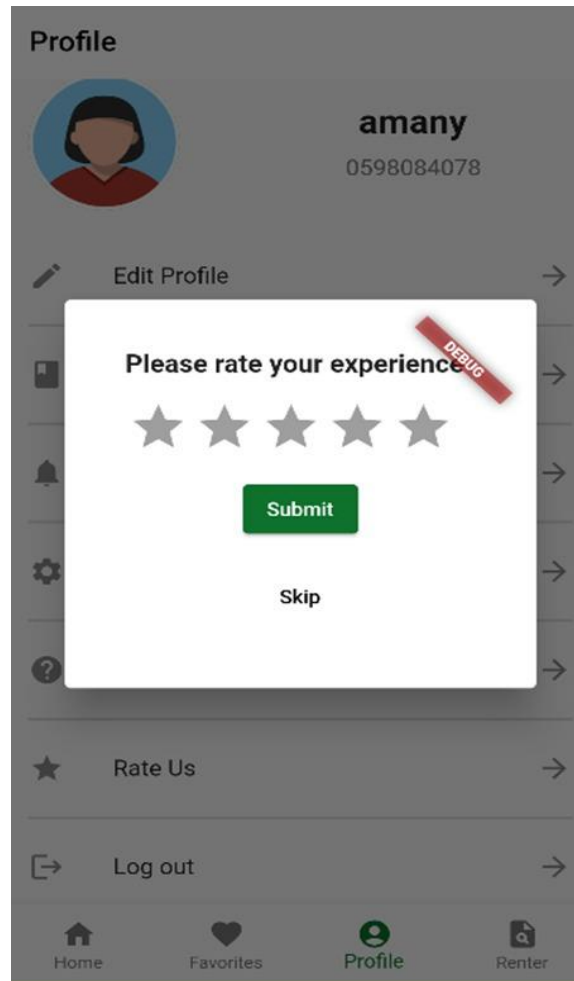 Profile
amany
0598084078
Edit Profile
Please rate your experience
DEBUG
Submit
Skip
Rate Us
Log out
Home Favorites Profile Renter